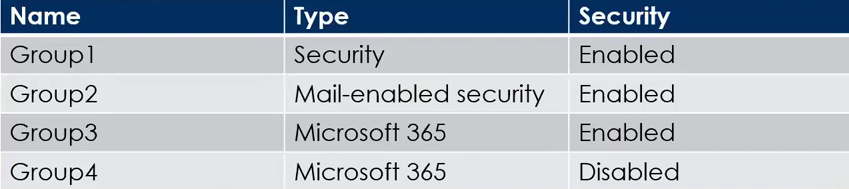 Name Type Security
Group1 Security Enabled
Group2 Mail-enabled security Enabled
Group3 Microsoft 365 Enabled
Group4 Microsoft 365 Disabled